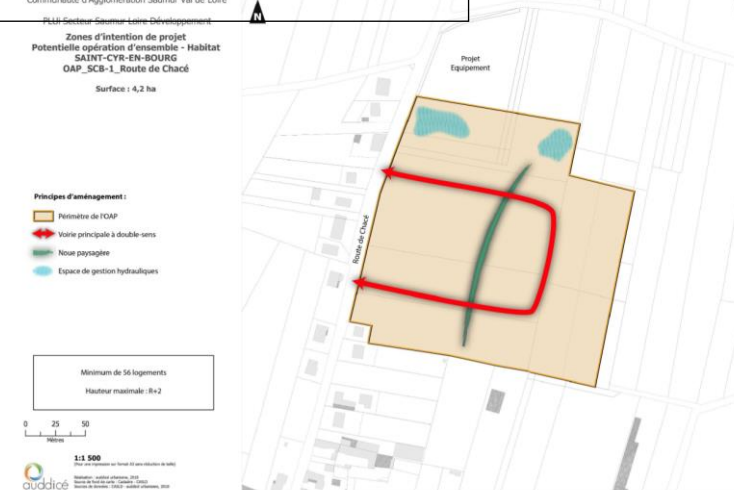 Communauté d'Agglomération Saumur Val de Loire
PLUi Secteur Saumur Loire Développement
Zones d'intention de projet
Potentielle opération d'ensemble - Habitat
SAINT-CYR-EN-BOURG
OAP_SCB-1_Route de Chacé
Surface : 4,2 ha
N
Projet
Equipement
Route de Chacé
Principes d'aménagement :
Périmètre de l'OAP
Voirie principale à double-sens
Noue paysagère
Espace de gestion hydrauliques
Minimum de 56 logements
Hauteur maximale : R+2
0 25 50
Mètres
1:1 500
auddicé